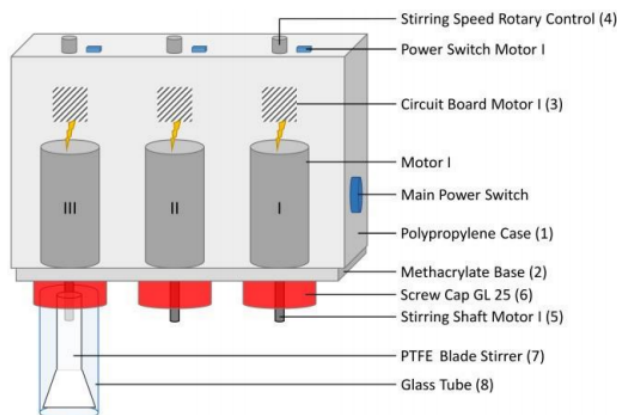 Stirring Speed Rotary Control (4)
Power Switch Motor I
Circuit Board Motor I (3)
Motor I
Main Power Switch
Polypropylene Case (1)
Methacrylate Base (2)
Screw Cap GL 25 (6)
Stirring Shaft Motor I (5)
PTFE Blade Stirrer (7)
Glass Tube (8)
III
II
I